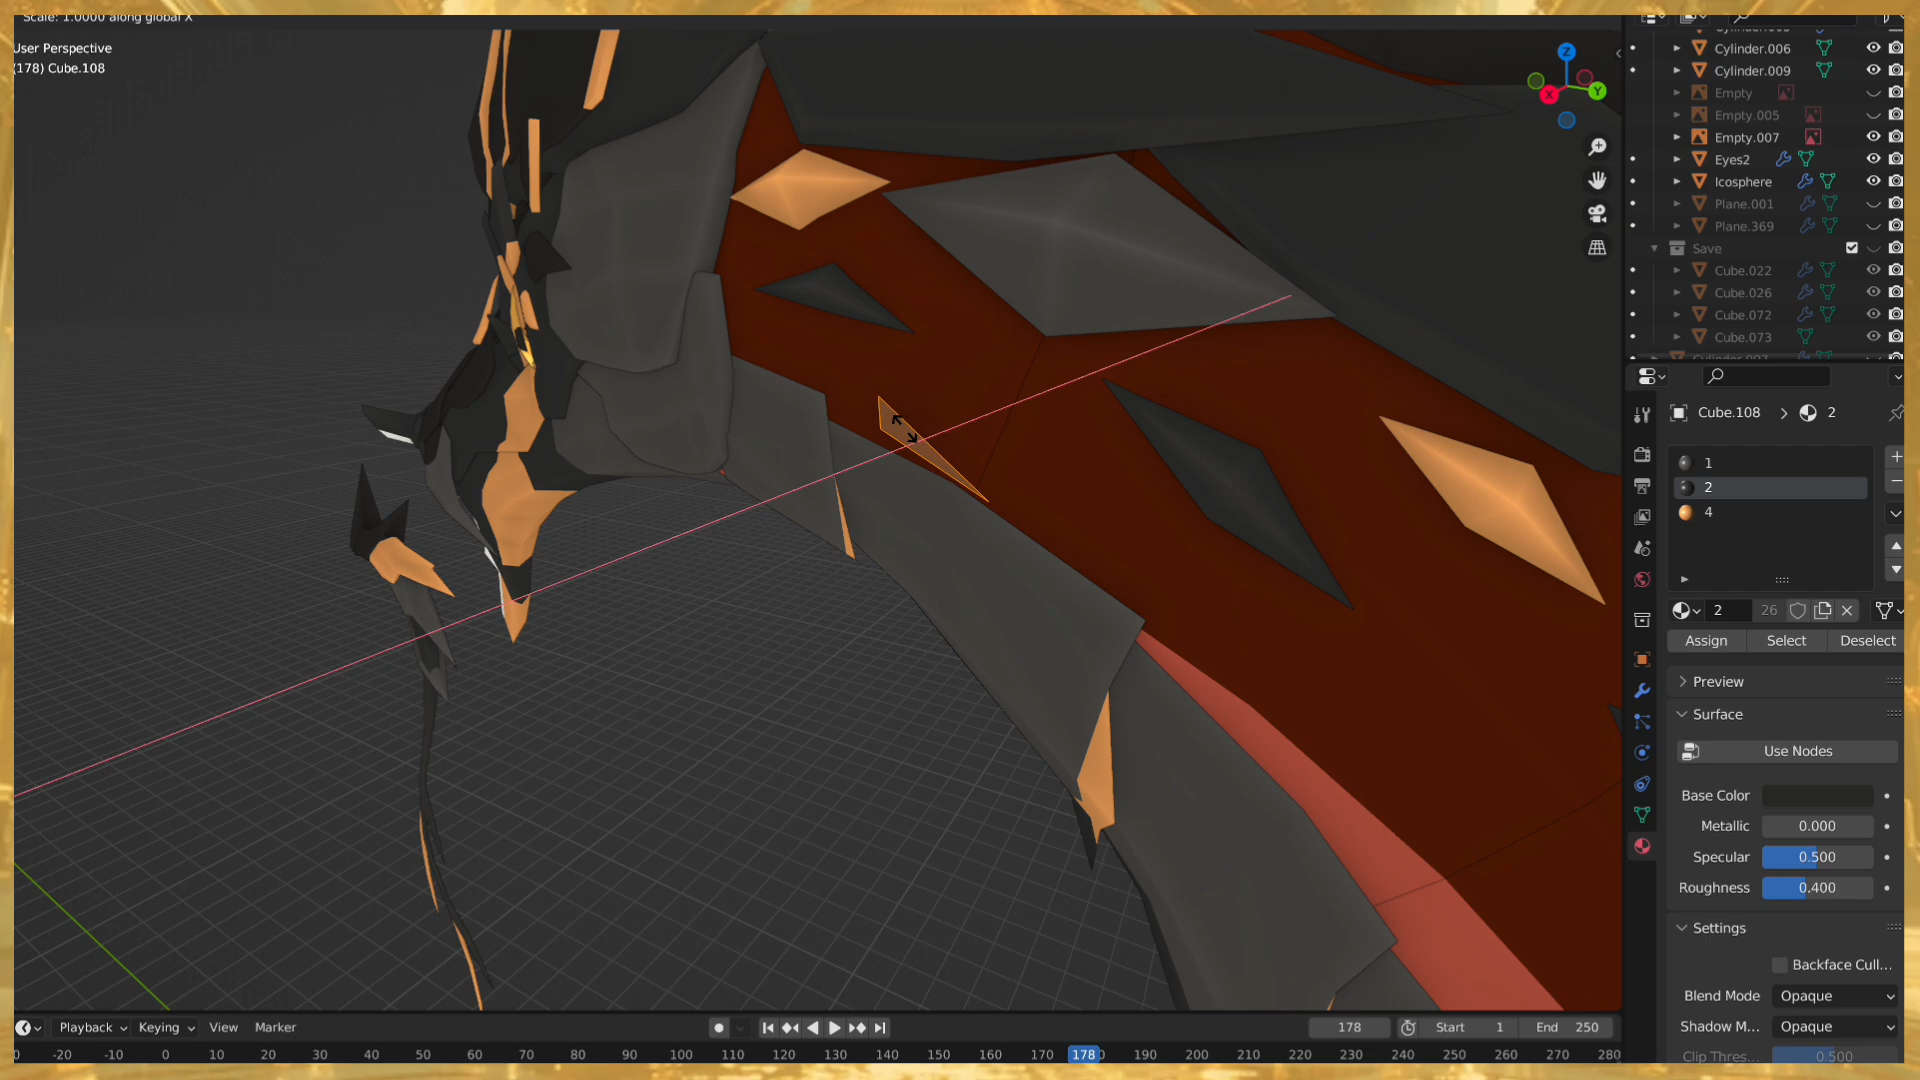 Scale: 1.0000 along global X
User Perspective
(178) Cube.108
Z
X
Y
Cylinder.006
Cylinder.009
Empty
Empty.005
Empty.007
Eyes2
Icosphere
Plane.001
Plane.369
Save
Cube.022
Cube.026
Cube.072
Cube.073
Cube.108 > 2
1
2
4
2 26
Assign Select Deselect
Preview
Surface
Use Nodes
Base Color
Metallic 0.000
Specular 0.500
Roughness 0.400
Settings
Backface Cull...
Blend Mode Opaque
Shadow M... Opaque
Clip Thres... 0.500
Playback Keying View Marker 178 Start 1 End 250
-20 -10 0 10 20 30 40 50 60 70 80 90 100 110 120 130 140 150 160 170 178 190 200 210 220 230 240 250 260 270 280